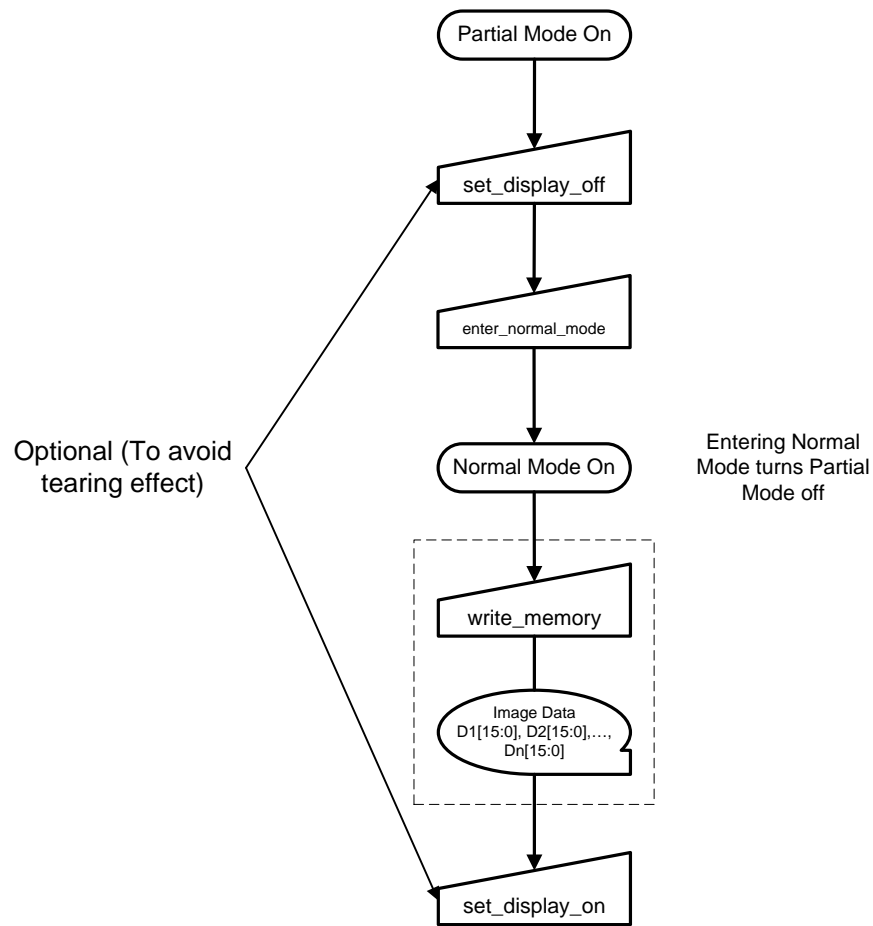 Partial Mode On
set_display_off
enter_normal_mode
Optional (To avoid
tearing effect)
Normal Mode On
Entering Normal
Mode turns Partial
Mode off
write_memory
Image Data
D1[15:0], D2[15:0],…,
Dn[15:0]
set_display_on